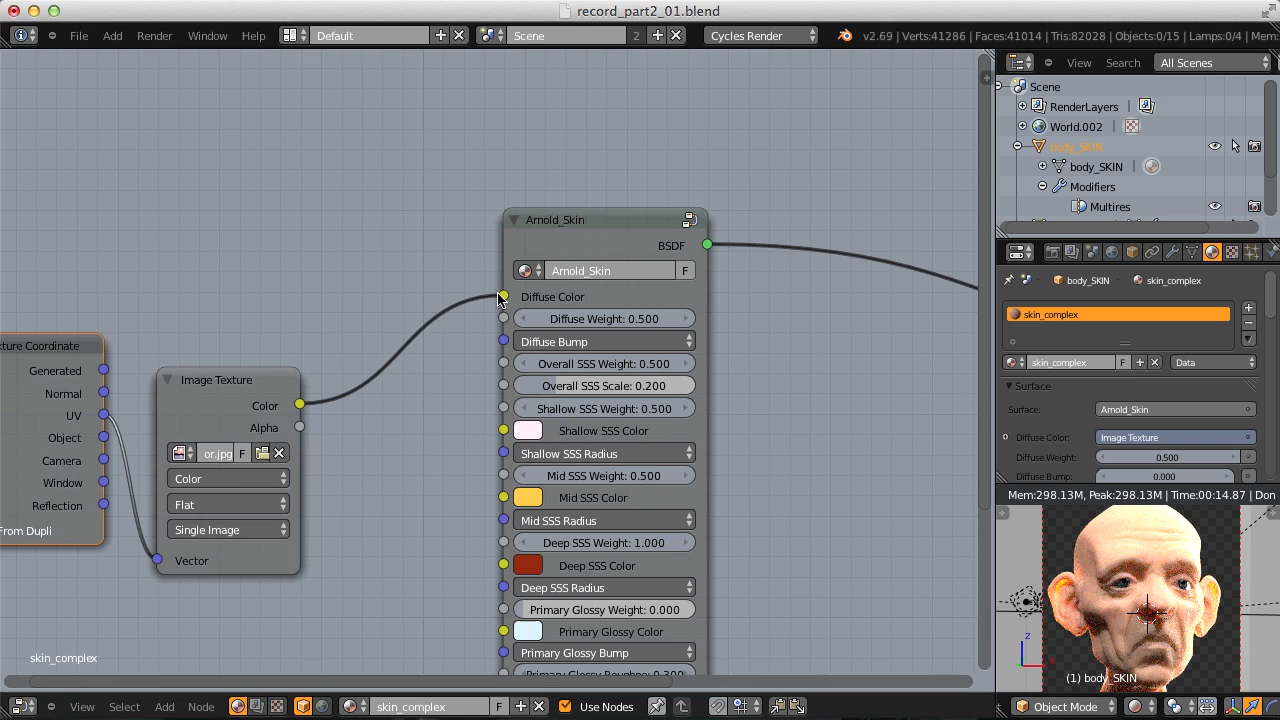 record_part2_01.blend
File Add Render Window Help Default Scene 2 Cycles Render v2.69 | Verts:41286 | Faces:41014 | Tris:82028 | Objects:0/15 | Lamps:0/4 | Mem:
View Search All Scenes
Scene
RenderLayers |
World.002 |
body_SKIN
body_SKIN |
Modifiers
Multires
Arnold_Skin
BSDF
Arnold_Skin F
Diffuse Color
Diffuse Weight: 0.500
Diffuse Bump
Overall SSS Weight: 0.500
Overall SSS Scale: 0.200
Shallow SSS Weight: 0.500
Shallow SSS Color
Shallow SSS Radius
Mid SSS Weight: 0.500
Mid SSS Color
Mid SSS Radius
Deep SSS Weight: 1.000
Deep SSS Color
Deep SSS Radius
Primary Glossy Weight: 0.000
Primary Glossy Color
Primary Glossy Bump
Primary Glossy Roughne: 0.300
xture Coordinate
Generated
Normal
UV
Object
Camera
Window
Reflection
From Dupli
Image Texture
Color
Alpha
or.jpg F
Color
Flat
Single Image
Vector
body_SKIN skin_complex
skin_complex
skin_complex F Data
Surface
Surface: Arnold_Skin
Diffuse Color: Image Texture
Diffuse Weight: 0.500
Diffuse Bump: 0.000
Mem:298.13M, Peak:298.13M | Time:00:14.87 | Don
z
(1) body_SKIN
skin_complex
View Select Add Node skin_complex F Use Nodes Object Mode